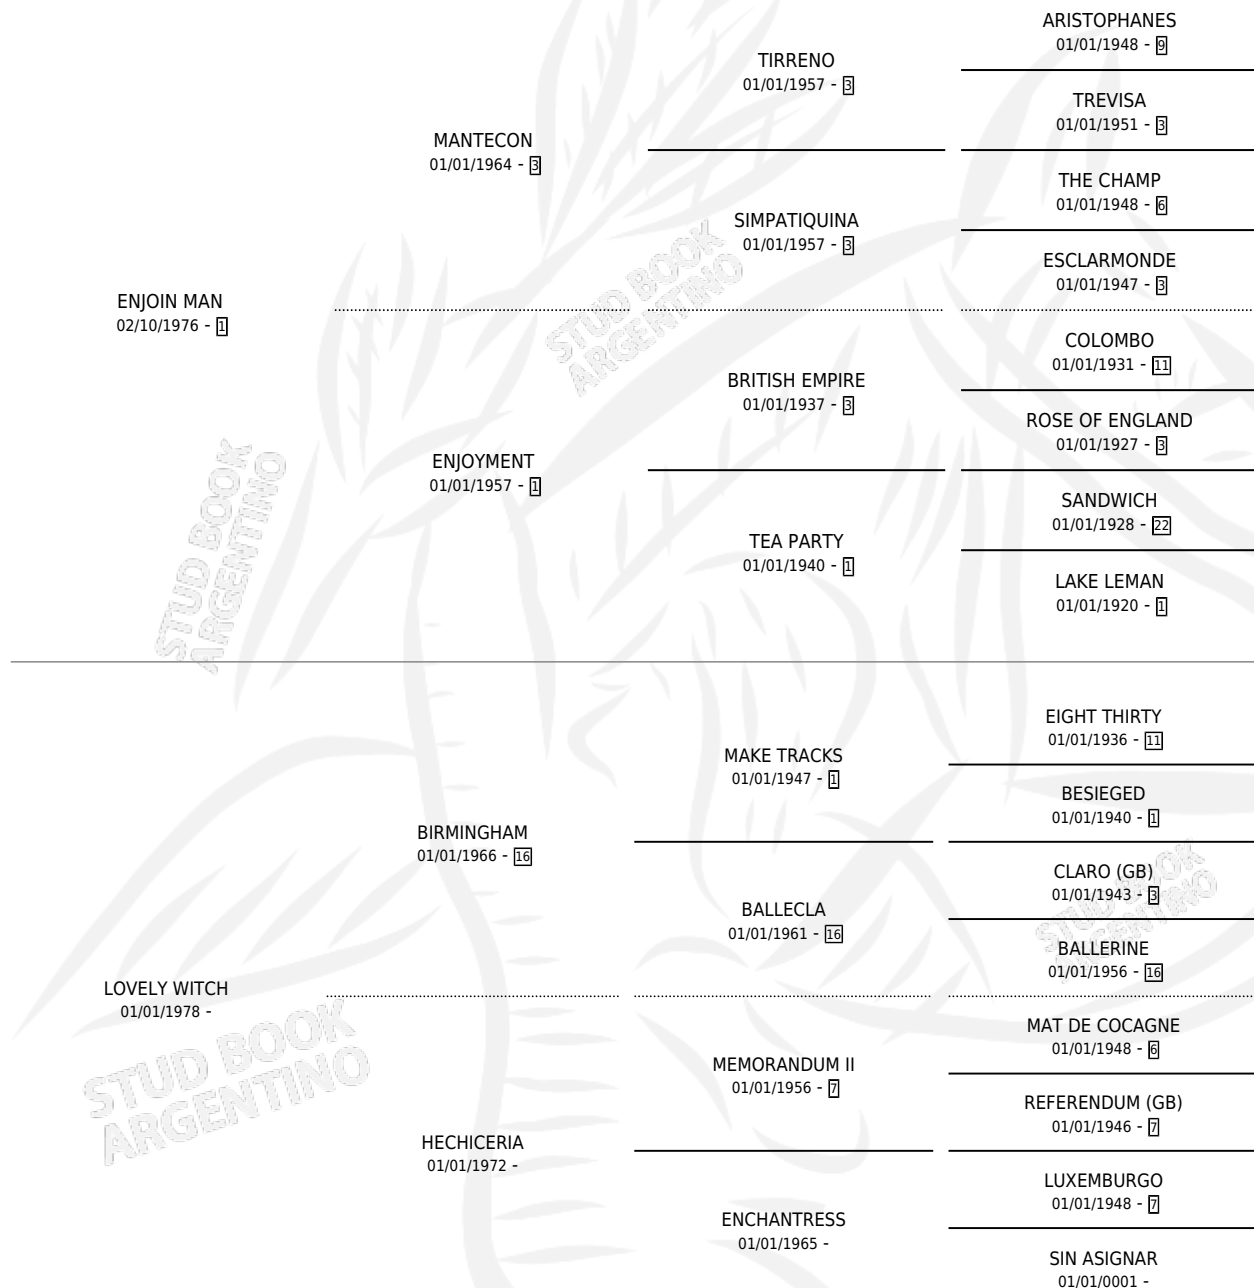 ARISTOPHANES
01/01/1948 - 9
TIRRENO
01/01/1957 - 3
TREVISA
01/01/1951 - 3
MANTECON
01/01/1964 - 3
THE CHAMP
01/01/1948 - 6
SIMPATIQUINA
01/01/1957 - 3
ESCLARMONDE
01/01/1947 - 3
ENJOIN MAN
02/10/1976 - 1
COLOMBO
01/01/1931 - 11
BRITISH EMPIRE
01/01/1937 - 3
ROSE OF ENGLAND
01/01/1927 - 3
ENJOYMENT
01/01/1957 - 1
SANDWICH
01/01/1928 - 22
TEA PARTY
01/01/1940 - 1
LAKE LEMAN
01/01/1920 - 1
STUD BOOK
ARGENTINO
STUD BOOK
ARGENTINO
EIGHT THIRTY
01/01/1936 - 11
MAKE TRACKS
01/01/1947 - 1
BESIEGED
01/01/1940 - 1
BIRMINGHAM
01/01/1966 - 16
CLARO (GB)
01/01/1943 - 3
BALLECLA
01/01/1961 - 16
BALLERINE
01/01/1956 - 16
LOVELY WITCH
01/01/1978 -
MAT DE COCAGNE
01/01/1948 - 6
MEMORANDUM II
01/01/1956 - 7
REFERENDUM (GB)
01/01/1946 - 7
HECHICERIA
01/01/1972 -
LUXEMBURGO
01/01/1948 - 7
ENCHANTRESS
01/01/1965 -
SIN ASIGNAR
01/01/0001 -
STUD BOOK
ARGENTINO
STUD BOOK
ARGENTINO